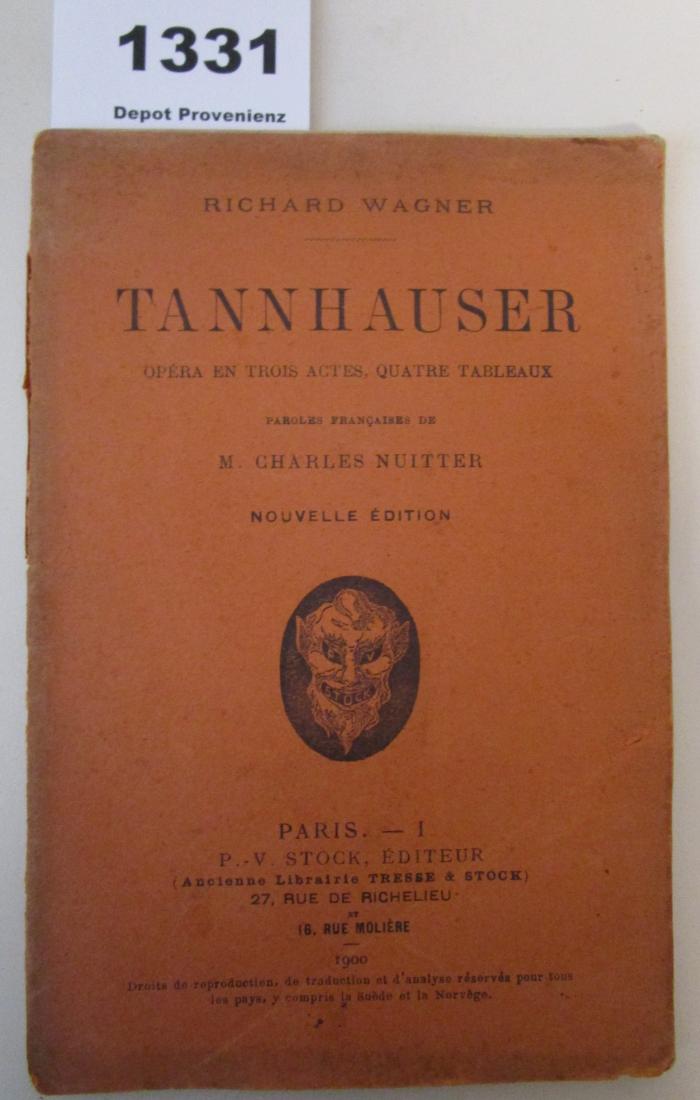 1331
Depot Provenienz
RICHARD WAGNER
TANNHAUSER
OPÉRA EN TROIS ACTES, QUATRE TABLEAUX
PAROLES FRANÇAISES DE
M. CHARLES NUITTER
NOUVELLE ÉDITION
STOCK
PARIS. — I
P.-V. STOCK, ÉDITEUR
(Ancienne Librairie TRESSE & STOCK)
27, RUE DE RICHELIEU
ET
16, RUE MOLIÈRE
1900
Droits de reproduction, de traduction et d'analyse réservés pour tous
les pays, y compris la Suède et la Norvège.